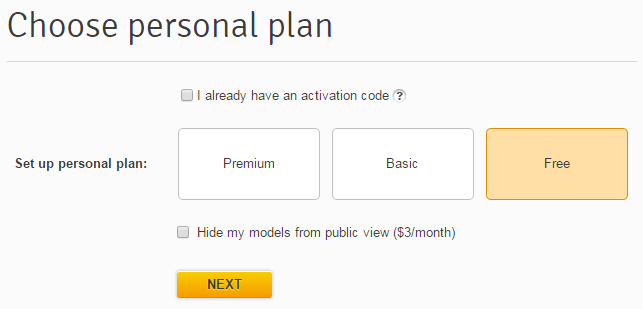 Choose personal plan
I already have an activation code ?
Set up personal plan: Premium Basic Free
Hide my models from public view ($3/month)
NEXT